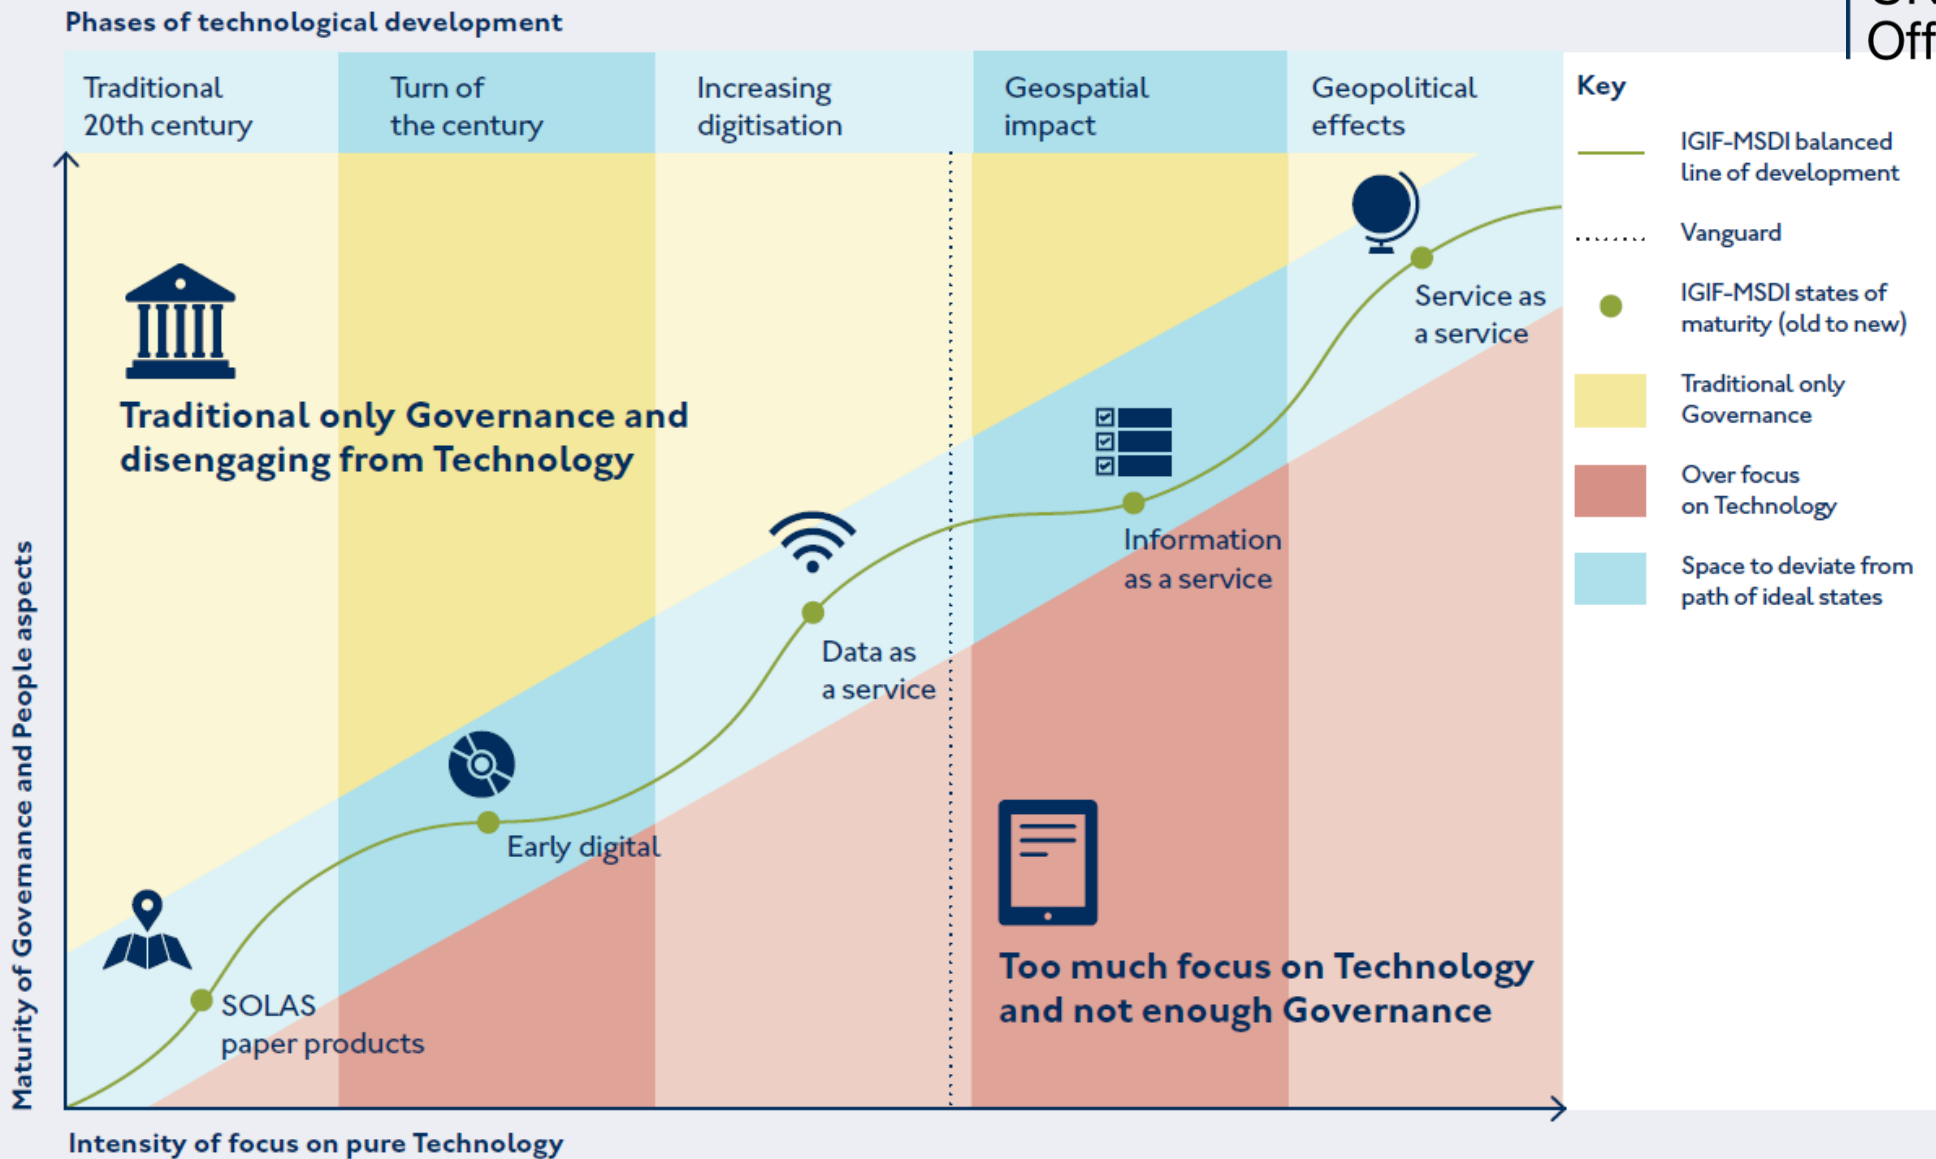 Phases of technological development
Off
Traditional
20th century
Turn of
the century
Increasing
digitisation
Geospatial
impact
Geopolitical
effects
Key
IGIF-MSDI balanced
line of development
Vanguard
IGIF-MSDI states of
maturity (old to new)
Traditional only
Governance
Over focus
on Technology
Space to deviate from
path of ideal states
Traditional only Governance and
disengaging from Technology
Service as
a service
Information
as a service
Data as
a service
Early digital
SOLAS
paper products
Too much focus on Technology
and not enough Governance
Maturity of Governance and People aspects
Intensity of focus on pure Technology